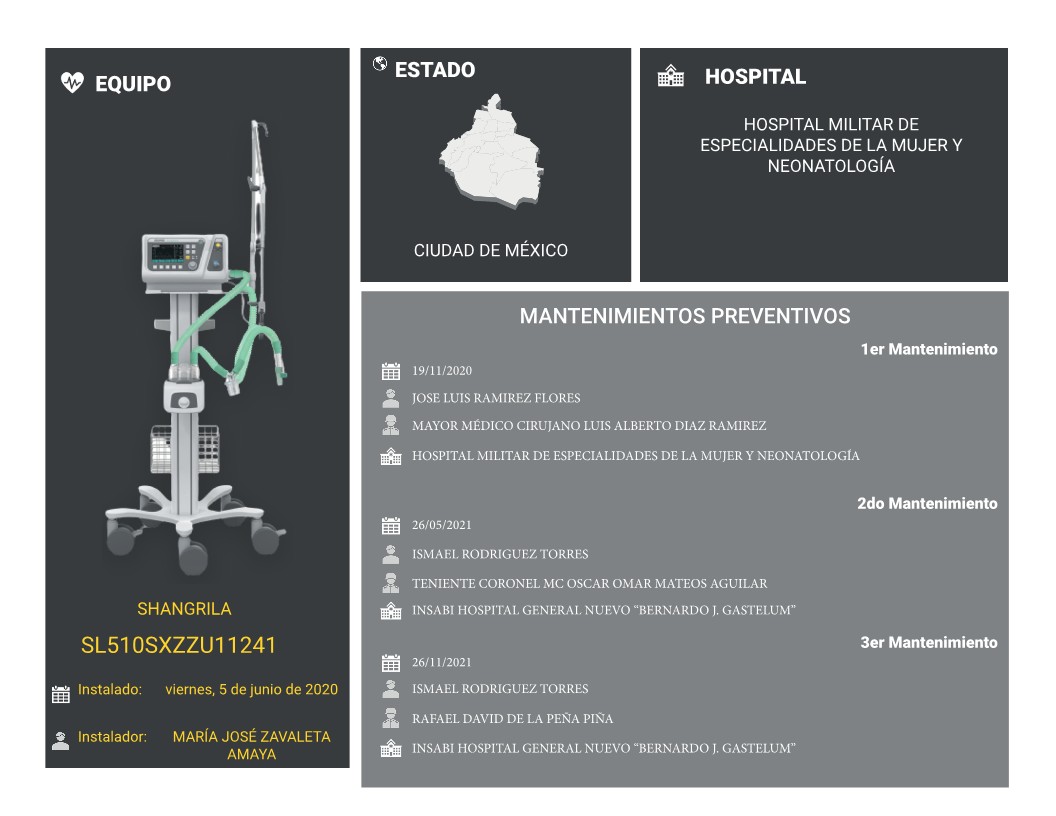 EQUIPO
SHANGRILA
SL510SXZZU11241
Instalado: viernes, 5 de junio de 2020
Instalador: MARÍA JOSÉ ZAVALETA
AMAYA
ESTADO
CIUDAD DE MÉXICO
HOSPITAL
HOSPITAL MILITAR DE
ESPECIALIDADES DE LA MUJER Y
NEONATOLOGÍA
MANTENIMIENTOS PREVENTIVOS
1er Mantenimiento
19/11/2020
JOSE LUIS RAMIREZ FLORES
MAYOR MÉDICO CIRUJANO LUIS ALBERTO DIAZ RAMIREZ
HOSPITAL MILITAR DE ESPECIALIDADES DE LA MUJER Y NEONATOLOGÍA
2do Mantenimiento
26/05/2021
ISMAEL RODRIGUEZ TORRES
TENIENTE CORONEL MC OSCAR OMAR MATEOS AGUILAR
INSABI HOSPITAL GENERAL NUEVO “BERNARDO J. GASTELUM”
3er Mantenimiento
26/11/2021
ISMAEL RODRIGUEZ TORRES
RAFAEL DAVID DE LA PEÑA PIÑA
INSABI HOSPITAL GENERAL NUEVO “BERNARDO J. GASTELUM”